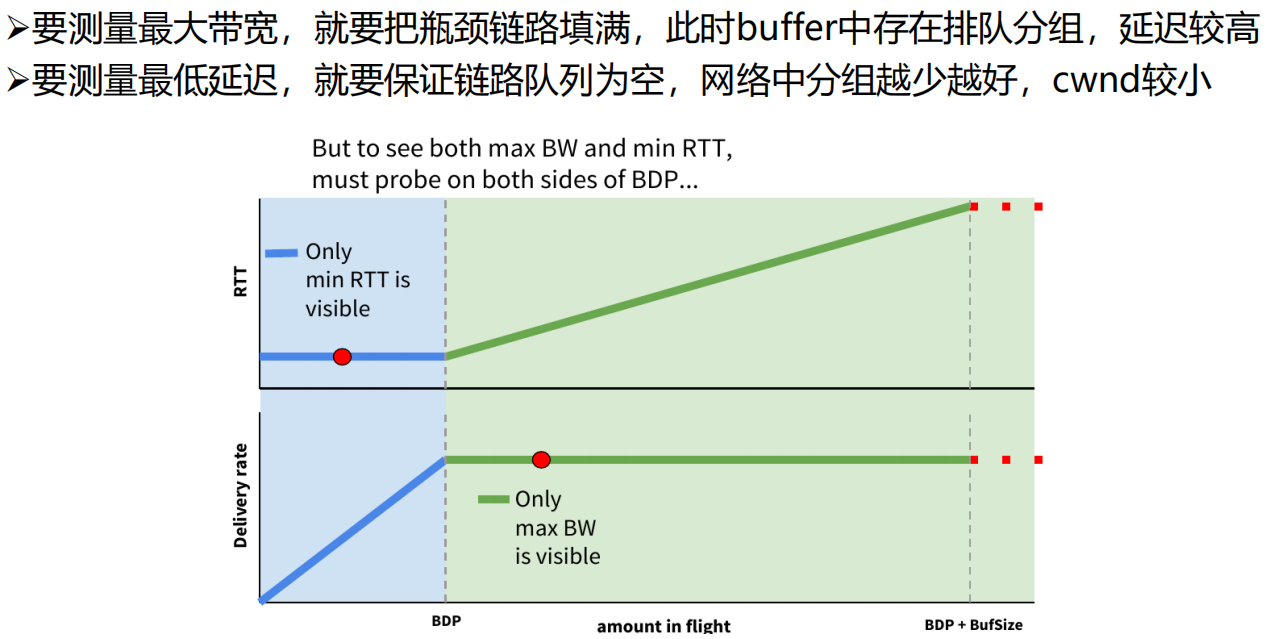 ➢要测量最大带宽，就要把瓶颈链路填满，此时buffer中存在排队分组，延迟较高
➢要测量最低延迟，就要保证链路队列为空，网络中分组越少越好，cwnd较小
But to see both max BW and min RTT,
must probe on both sides of BDP...
Only
min RTT is
visible
RTT
Only
max BW
is visible
Delivery rate
BDP
amount in flight
BDP + BufSize